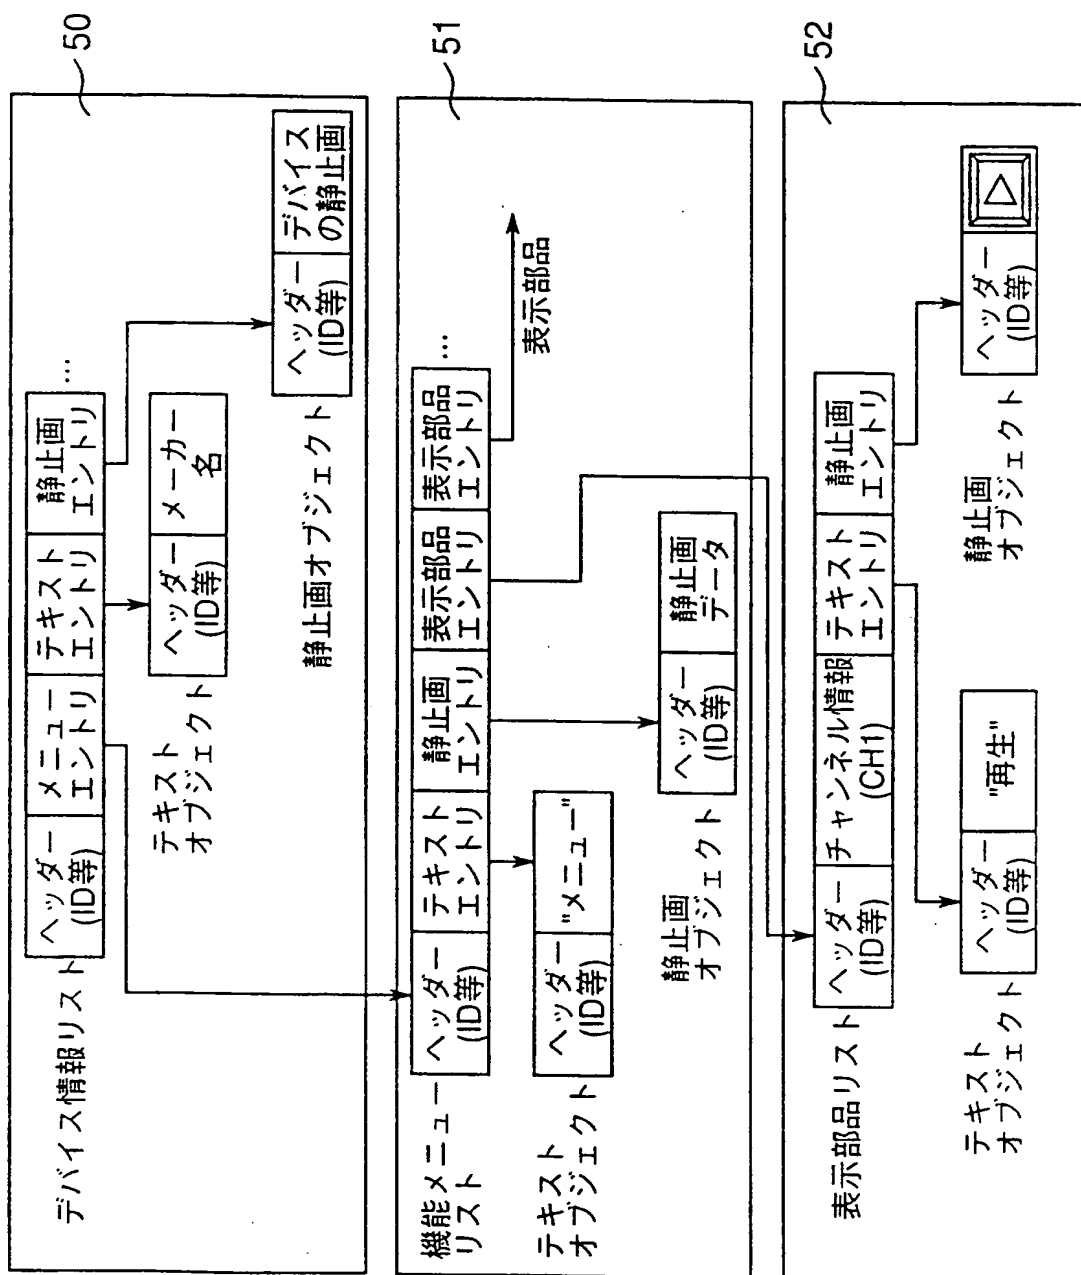 50
デバイス情報リスト
ヘッダー
(ID等)
メニュー
エントリ
テキスト
エントリ
静止画
エントリ
...
テキスト
オブジェクト
ヘッダー
(ID等)
メーカー
名
静止画オブジェクト
ヘッダー
(ID等)
デバイス
の静止画
51
機能メニュー
リスト
ヘッダー
(ID等)
テキスト
エントリ
静止画
エントリ
表示部品
エントリ
表示部品
エントリ
...
表示部品
テキスト
オブジェクト
ヘッダー
(ID等)
"メニュー"
静止画
オブジェクト
ヘッダー
(ID等)
静止画
データ
52
表示部品リスト
ヘッダー
(ID等)
チャンネル情報
(CH1)
テキスト
エントリ
静止画
エントリ
テキスト
オブジェクト
ヘッダー
(ID等)
"再生"
静止画
オブジェクト
ヘッダー
(ID等)